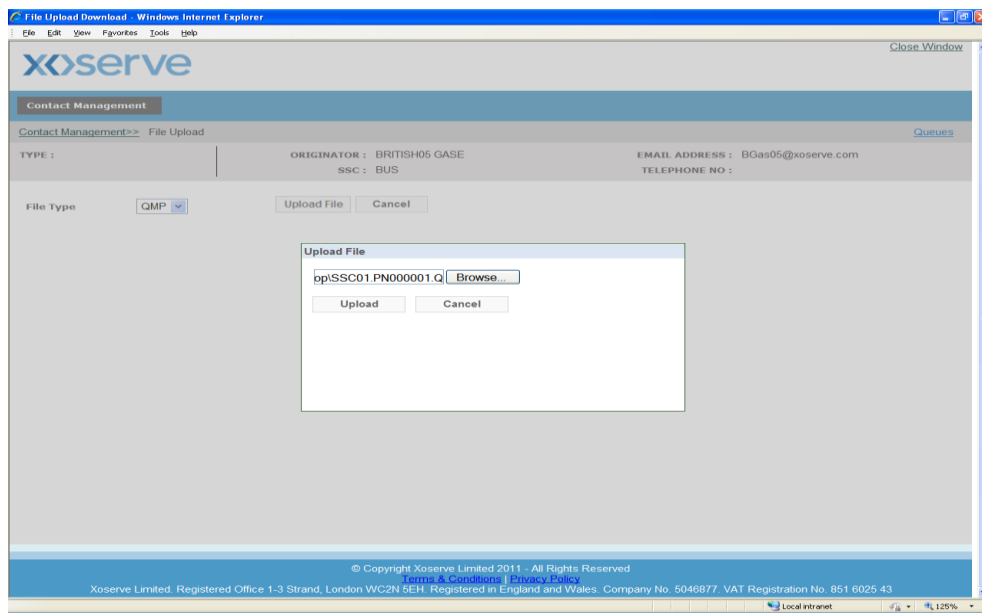 File Upload Download - Windows Internet Explorer
File Edit View Favorites Tools Help
Close Window
xoserve
Contact Management
Contact Management>> File Upload Queues
TYPE : ORIGINATOR : BRITISH05 GASE EMAIL ADDRESS : BGas05@xoserve.com
SSC : BUS TELEPHONE NO :
File Type QMP Upload File Cancel
Upload File
op\SSC01.PN000001.Q Browse...
Upload Cancel
© Copyright Xoserve Limited 2011 - All Rights Reserved
Terms & Conditions | Privacy Policy
Xoserve Limited. Registered Office 1-3 Strand, London WC2N 5EH. Registered in England and Wales. Company No. 5046877. VAT Registration No. 851 6025 43
Local intranet 125%